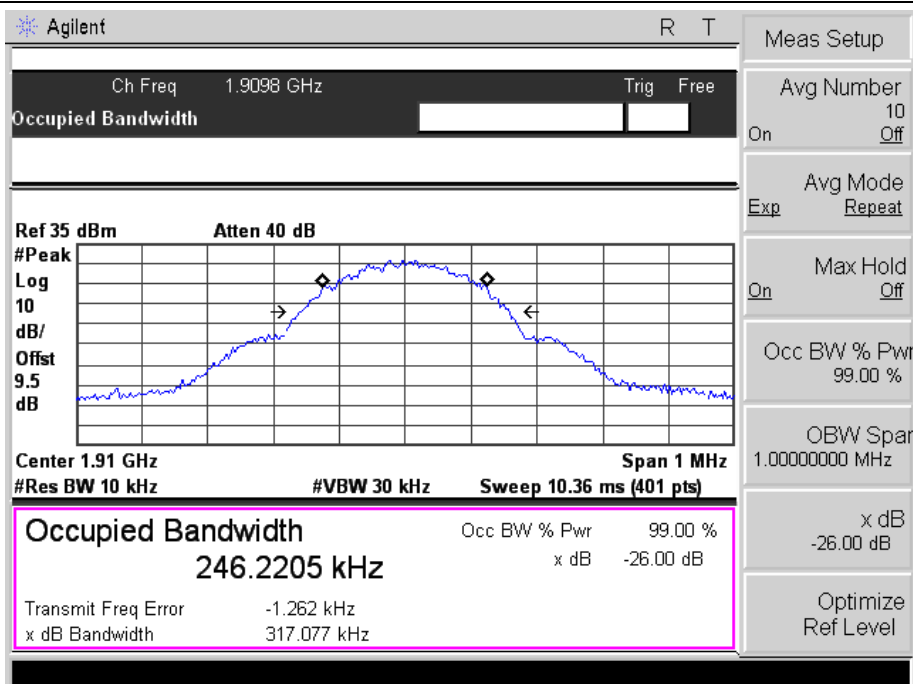 Agilent R T
Meas Setup
Ch Freq 1.9098 GHz Trig Free
Occupied Bandwidth
Avg Number
10
On Off
Avg Mode
Exp Repeat
Ref 35 dBm Atten 40 dB
#Peak
Log
10
dB/
Offst
9.5
dB
Max Hold
On Off
Occ BW % Pwr
99.00 %
Center 1.91 GHz Span 1 MHz
#Res BW 10 kHz #VBW 30 kHz Sweep 10.36 ms (401 pts)
OBW Span
1.00000000 MHz
Occupied Bandwidth
246.2205 kHz
Occ BW % Pwr 99.00 %
x dB -26.00 dB
Transmit Freq Error -1.262 kHz
x dB Bandwidth 317.077 kHz
x dB
-26.00 dB
Optimize
Ref Level